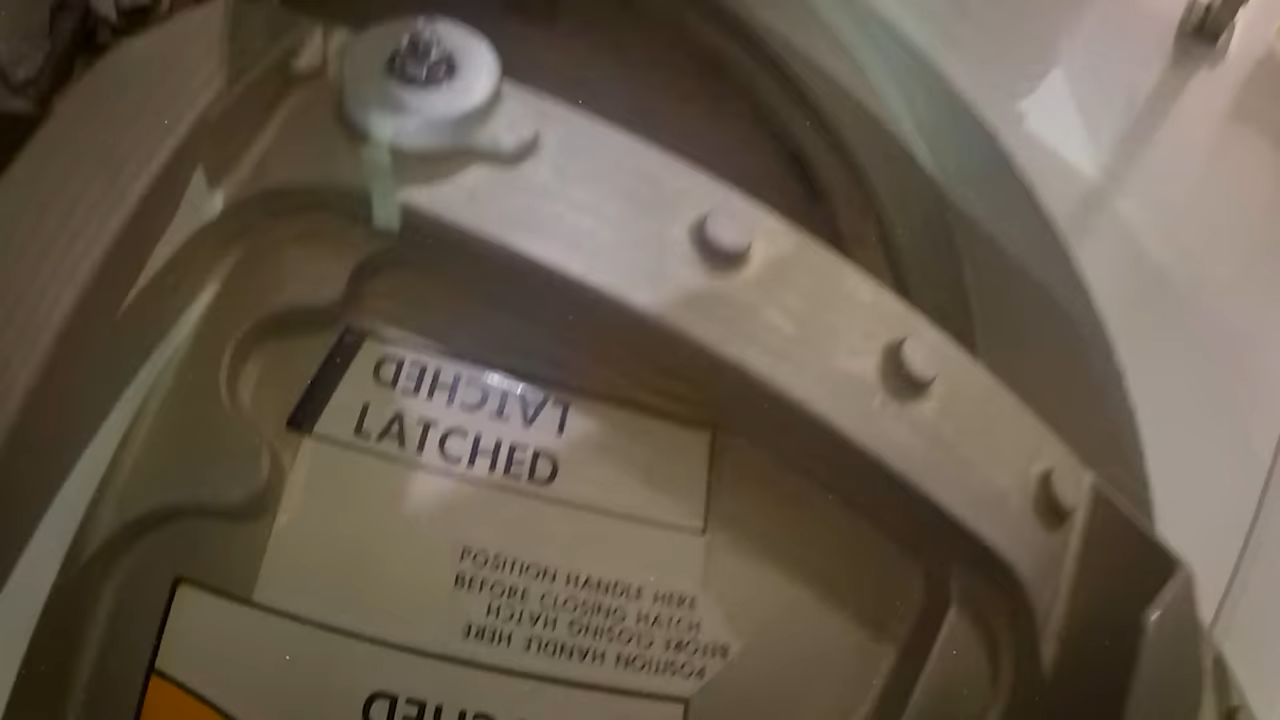 LATCHED
LATCHED
POSITION HANDLE HERE
BEFORE CLOSING HATCH
BEFORE CLOSING HATCH
POSITION HANDLE HERE